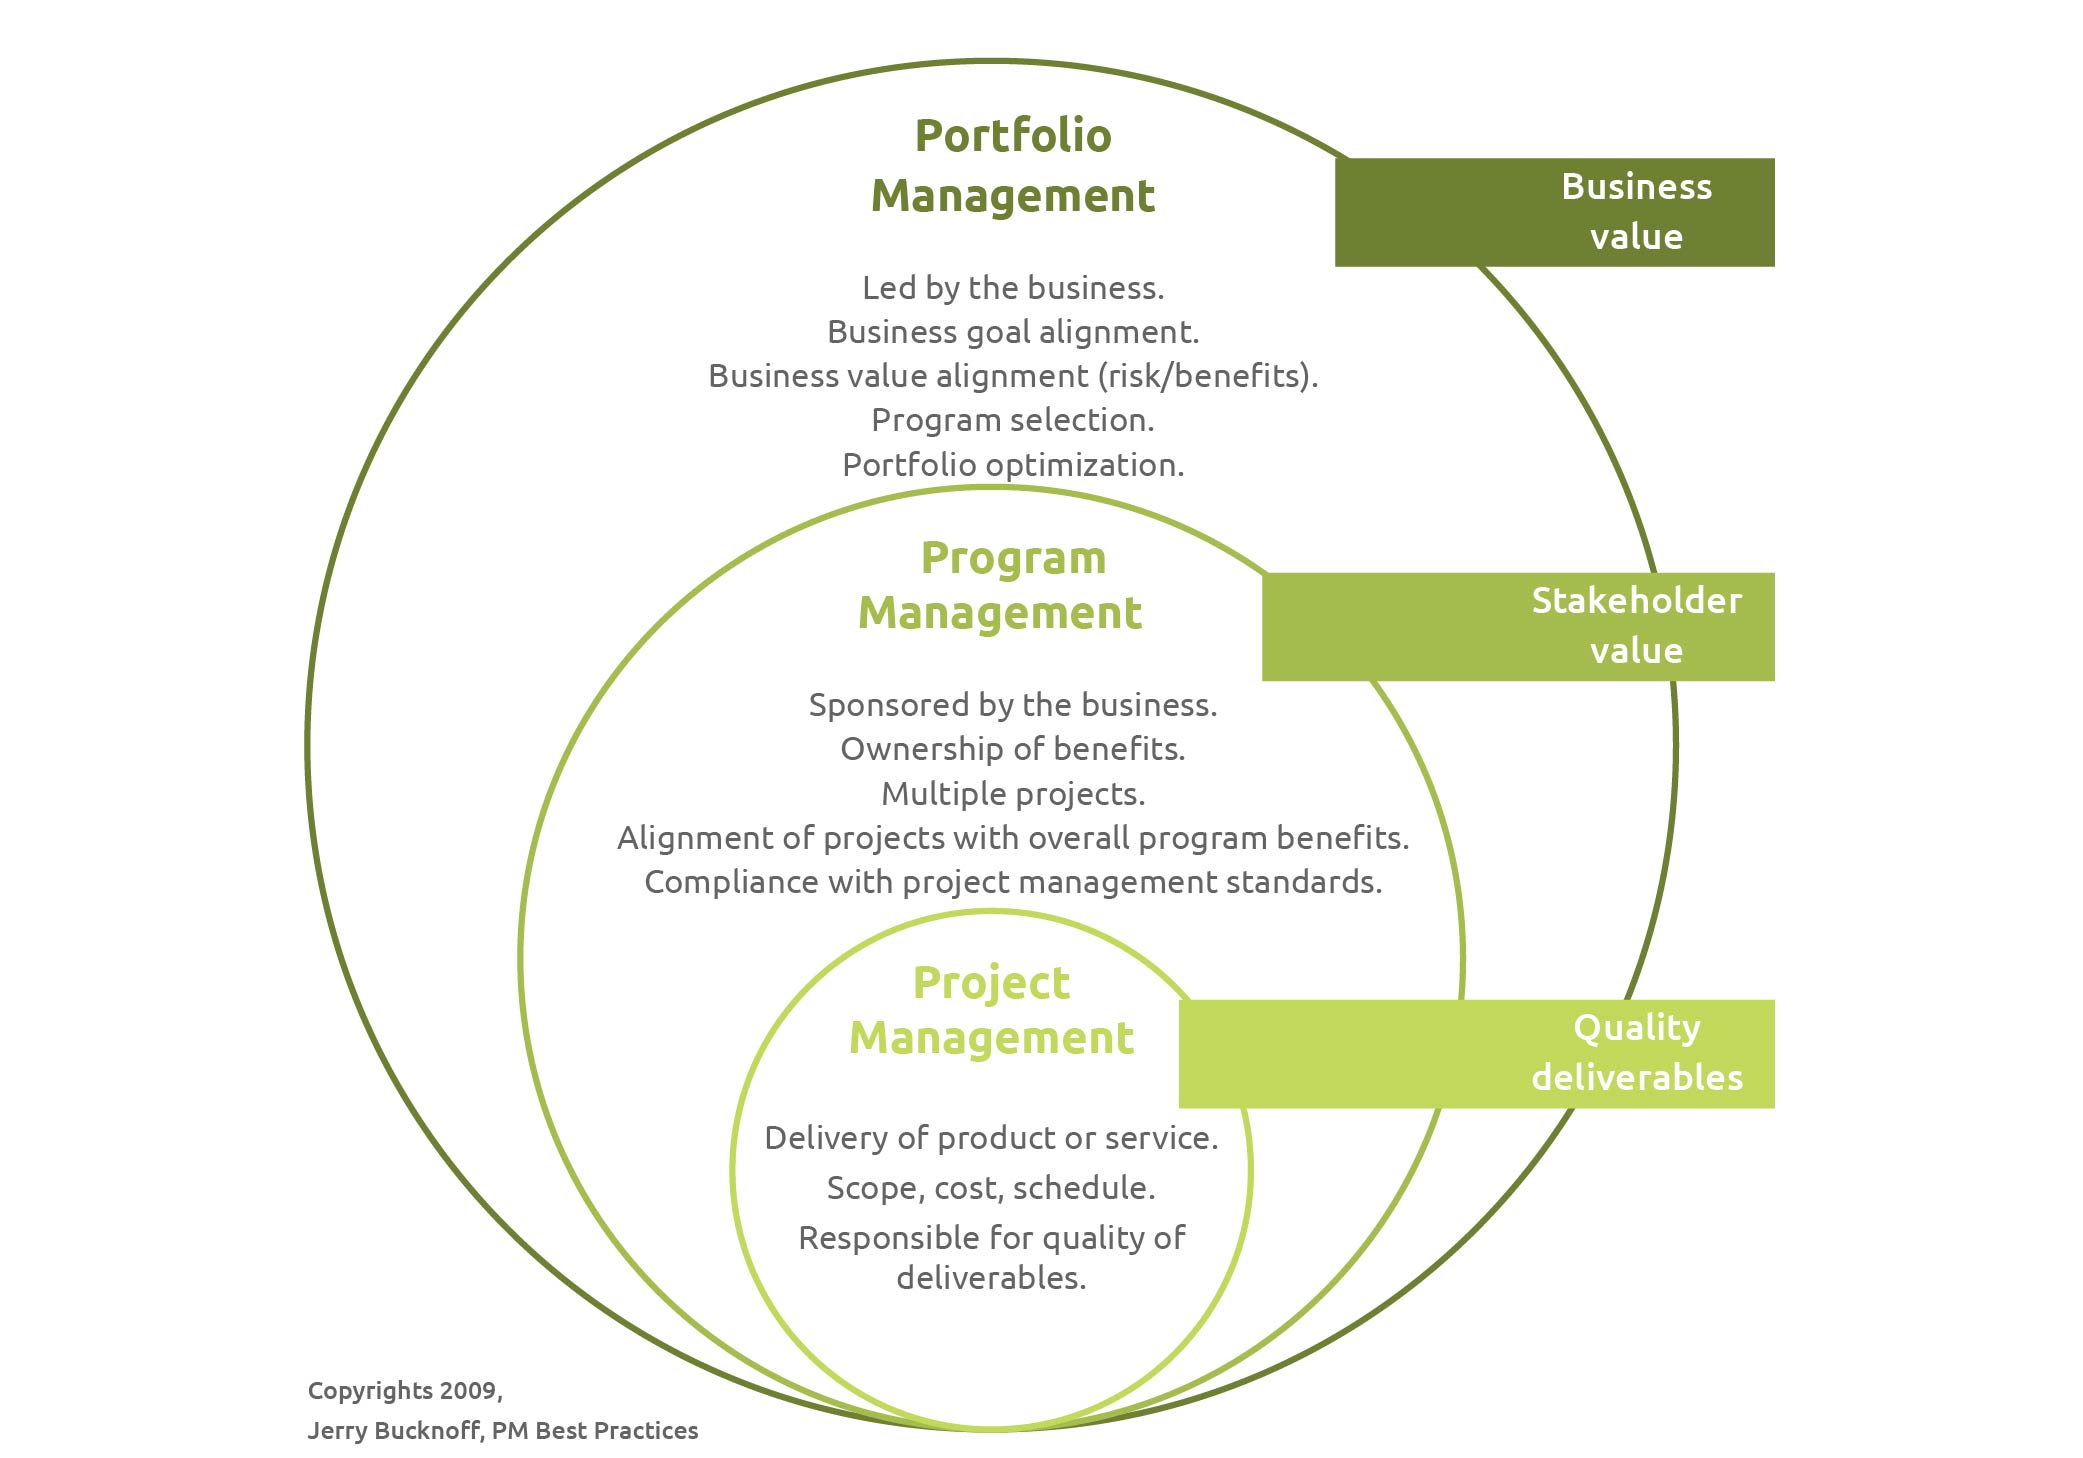 Portfolio
Management
Business
value
Led by the business.
Business goal alignment.
Business value alignment (risk/benefits).
Program selection.
Portfolio optimization.
Program
Management
Stakeholder
value
Sponsored by the business.
Ownership of benefits.
Multiple projects.
Alignment of projects with overall program benefits.
Compliance with project management standards.
Project
Management
Quality
deliverables
Delivery of product or service.
Scope, cost, schedule.
Responsible for quality of
deliverables.
Copyrights 2009,
Jerry Bucknoff, PM Best Practices